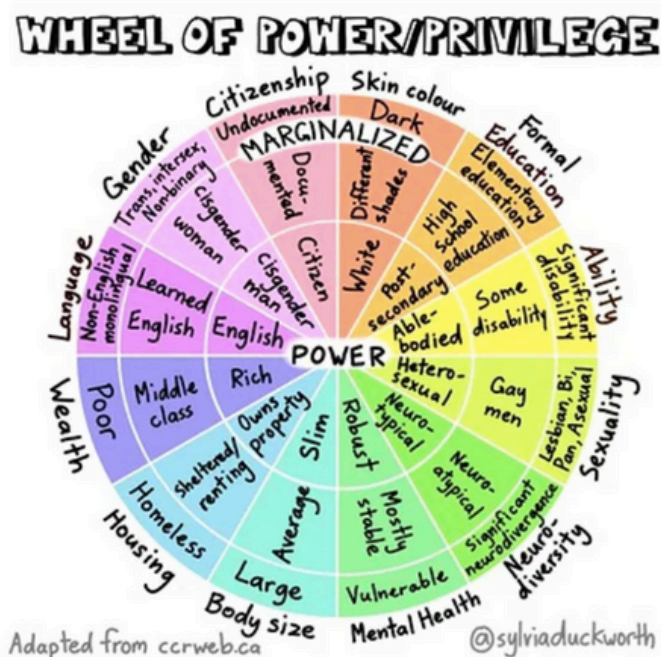 WHEEL OF POWER/PRIVILEGE
Citizenship
Undocumented
Docu-
mented
Citizen
Skin colour
Dark
Different
shades
White
Formal
Education
Elementary
education
High
school
education
Post-
secondary
Ability
Significant
disability
Some
disability
Able-
bodied
Sexuality
Lesbian, Bi,
Pan, Asexual
Gay
men
Hetero-
sexual
Neuro-
diversity
Significant
neurodivergence
Neuro-
atypical
Neuro-
typical
Mental Health
Vulnerable
Mostly
stable
Robust
Body size
Large
Average
Slim
Housing
Homeless
Sheltered/
renting
Owns
property
Wealth
Poor
Middle
class
Rich
Language
Non-English
monolingual
Learned
English
English
Gender
Trans, intersex,
Non-binary
cisgender
woman
cisgender
man
MARGINALIZED
POWER
Adapted from ccrweb.ca
@sylviaduckworth